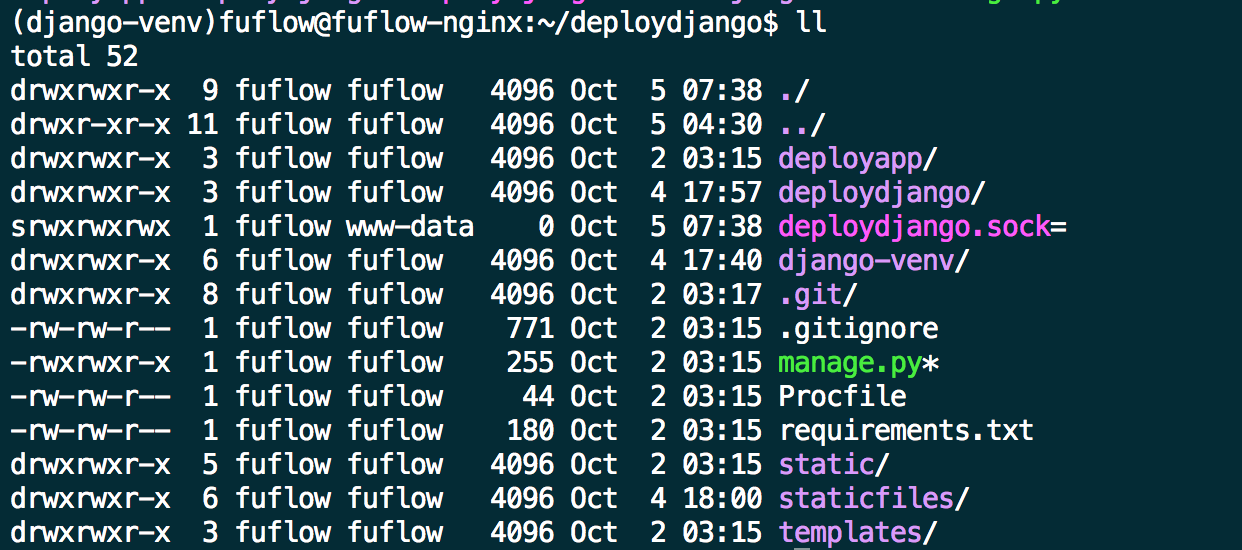 (django-venv)fuflow@fuflow-nginx:~/deploydjango$ ll
total 52
drwxrwxr-x  9 fuflow fuflow   4096 Oct  5 07:38 ./
drwxr-xr-x 11 fuflow fuflow   4096 Oct  5 04:30 ../
drwxrwxr-x  3 fuflow fuflow   4096 Oct  2 03:15 deployapp/
drwxrwxr-x  3 fuflow fuflow   4096 Oct  4 17:57 deploydjango/
srwxrwxrwx  1 fuflow www-data    0 Oct  5 07:38 deploydjango.sock=
drwxrwxr-x  6 fuflow fuflow   4096 Oct  4 17:40 django-venv/
drwxrwxr-x  8 fuflow fuflow   4096 Oct  2 03:17 .git/
-rw-rw-r--  1 fuflow fuflow    771 Oct  2 03:15 .gitignore
-rwxrwxr-x  1 fuflow fuflow    255 Oct  2 03:15 manage.py*
-rw-rw-r--  1 fuflow fuflow     44 Oct  2 03:15 Procfile
-rw-rw-r--  1 fuflow fuflow    180 Oct  2 03:15 requirements.txt
drwxrwxr-x  5 fuflow fuflow   4096 Oct  2 03:15 static/
drwxrwxr-x  6 fuflow fuflow   4096 Oct  4 18:00 staticfiles/
drwxrwxr-x  3 fuflow fuflow   4096 Oct  2 03:15 templates/